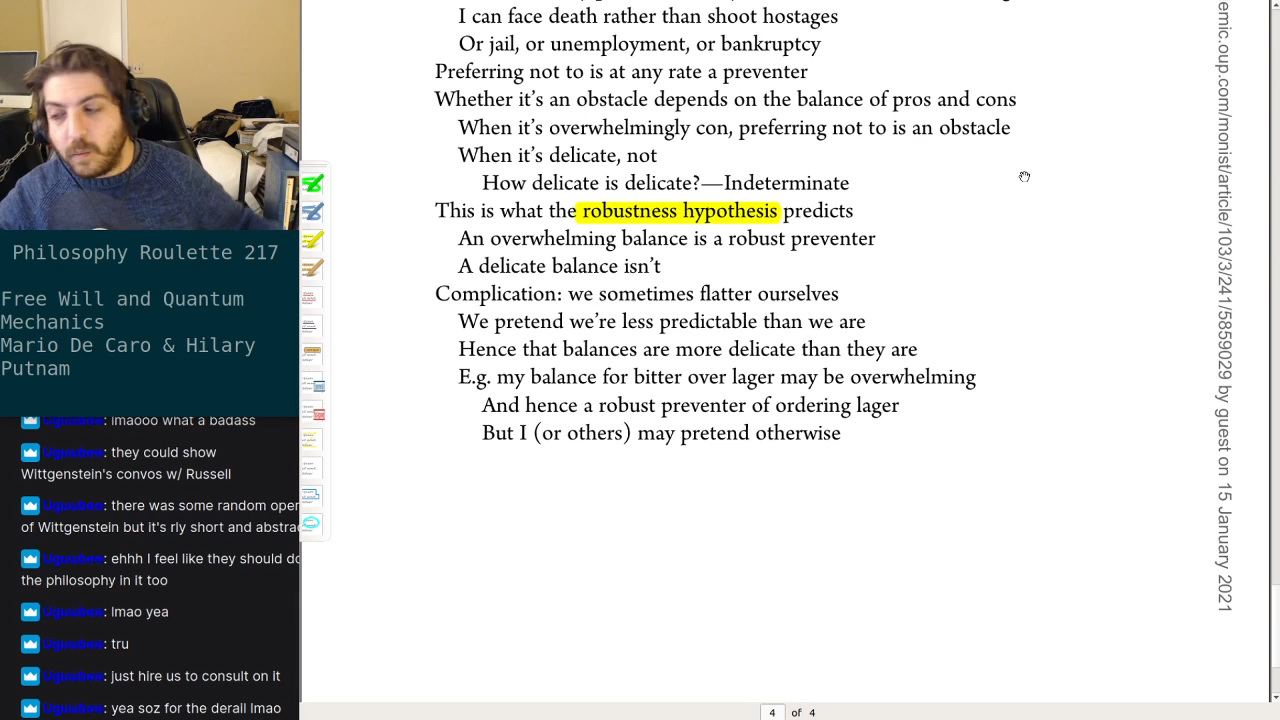 I can face death rather than shoot hostages
Or jail, or unemployment, or bankruptcy
Preferring not to is at any rate a preventer
Whether it’s an obstacle depends on the balance of pros and cons
When it’s overwhelmingly con, preferring not to is an obstacle
When it’s delicate, not
How delicate is delicate?—Indeterminate
This is what the robustness hypothesis predicts
An overwhelming balance is a robust preventer
A delicate balance isn’t
Complication: we sometimes flatter ourselves
We pretend we’re less predictable than we are
Hence that balances are more delicate than they are
E.g. my balance for bitter over lager may be overwhelming
And hence a robust preventer of ordering lager
But I (or others) may pretend otherwise
emic.oup.com/monist/article/103/3/241/5859029 by guest on 15 January 2021
4 of 4
Philosophy Roulette 217
Free Will and Quantum
Mechanics
Mario De Caro & Hilary
Putnam
: lmaooo what a badass
: they could show
Wittgenstein's convos w/ Russell
: there was some random oper
of Wittgenstein but it's rly short and abstra
: ehhh I feel like they should do
the philosophy in it too
: lmao yea
: tru
: just hire us to consult on it
: yea soz for the derall lmao